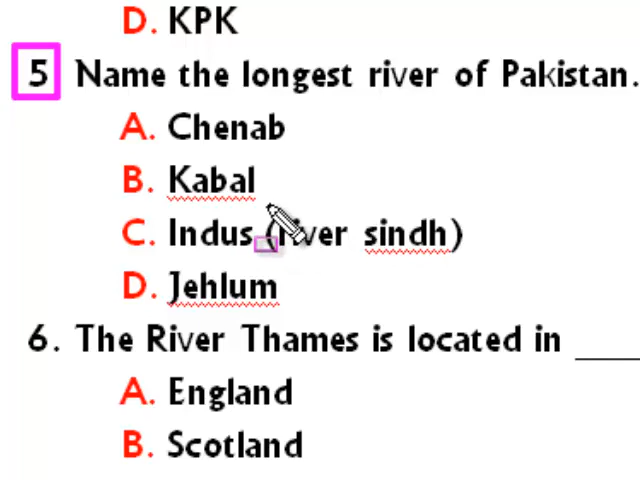 D. KPK
5 Name the longest river of Pakistan.
A. Chenab
B. Kabal
C. Indus (river sindh)
D. Jehlum
6. The River Thames is located in ____
A. England
B. Scotland